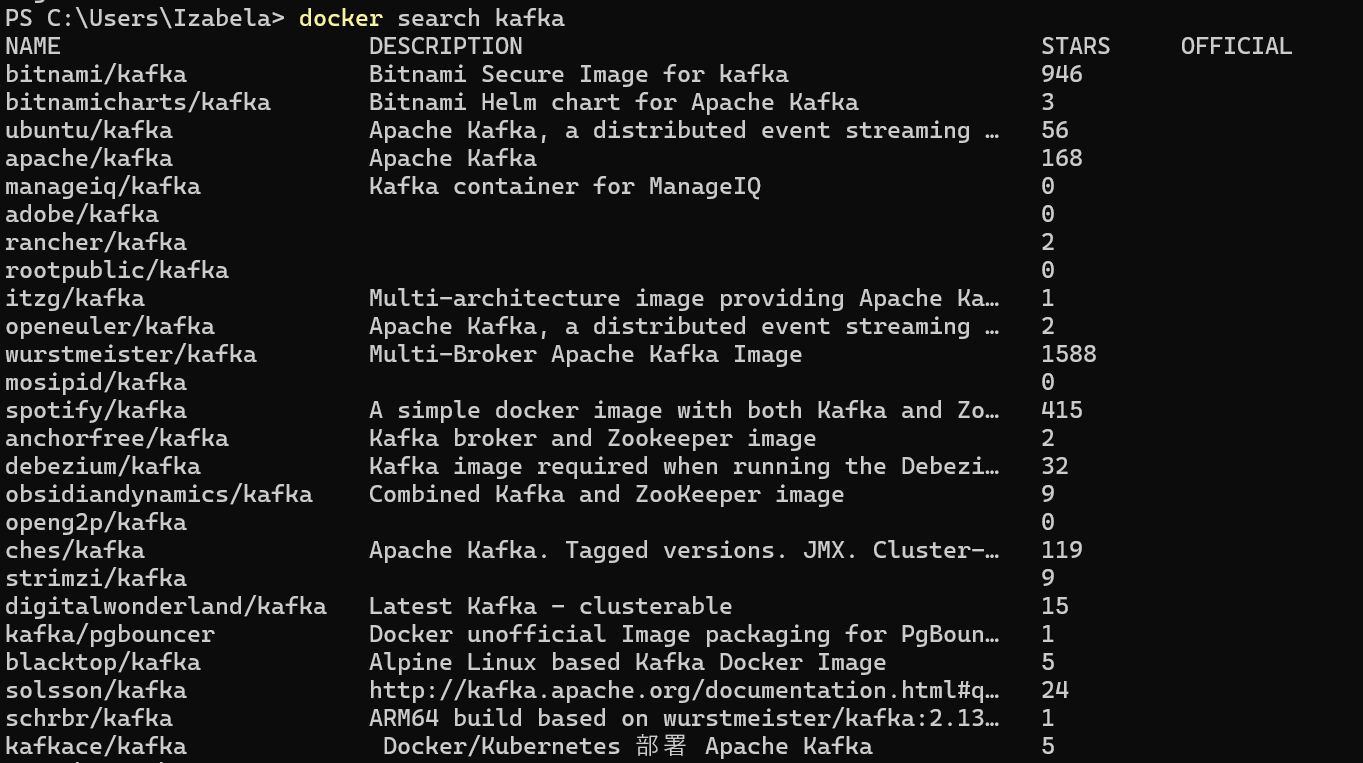 PS C:\Users\Izabela> docker search kafka
NAME DESCRIPTION STARS OFFICIAL
bitnami/kafka Bitnami Secure Image for kafka 946
bitnamicharts/kafka Bitnami Helm chart for Apache Kafka 3
ubuntu/kafka Apache Kafka, a distributed event streaming … 56
apache/kafka Apache Kafka 168
manageiq/kafka Kafka container for ManageIQ 0
adobe/kafka 0
rancher/kafka 2
rootpublic/kafka 0
itzg/kafka Multi-architecture image providing Apache Ka… 1
openeuler/kafka Apache Kafka, a distributed event streaming … 2
wurstmeister/kafka Multi-Broker Apache Kafka Image 1588
mosipid/kafka 0
spotify/kafka A simple docker image with both Kafka and Zo… 415
anchorfree/kafka Kafka broker and Zookeeper image 2
debezium/kafka Kafka image required when running the Debezi… 32
obsidiandynamics/kafka Combined Kafka and ZooKeeper image 9
openg2p/kafka 0
ches/kafka Apache Kafka. Tagged versions. JMX. Cluster-… 119
strimzi/kafka 9
digitalwonderland/kafka Latest Kafka - clusterable 15
kafka/pgbouncer Docker unofficial Image packaging for PgBoun… 1
blacktop/kafka Alpine Linux based Kafka Docker Image 5
solsson/kafka http://kafka.apache.org/documentation.html#q… 24
schrbr/kafka ARM64 build based on wurstmeister/kafka:2.13… 1
kafkace/kafka Docker/Kubernetes 部署 Apache Kafka 5